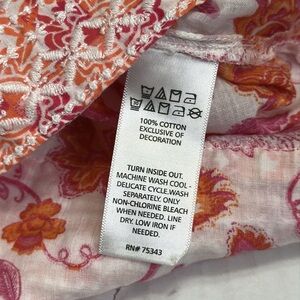 100% COTTON
EXCLUSIVE OF
DECORATION
TURN INSIDE OUT.
MACHINE WASH COOL -
DELICATE CYCLE.WASH
SEPARATELY. ONLY
NON-CHLORINE BLEACH
WHEN NEEDED. LINE
DRY. LOW IRON IF
NEEDED.
RN# 75343